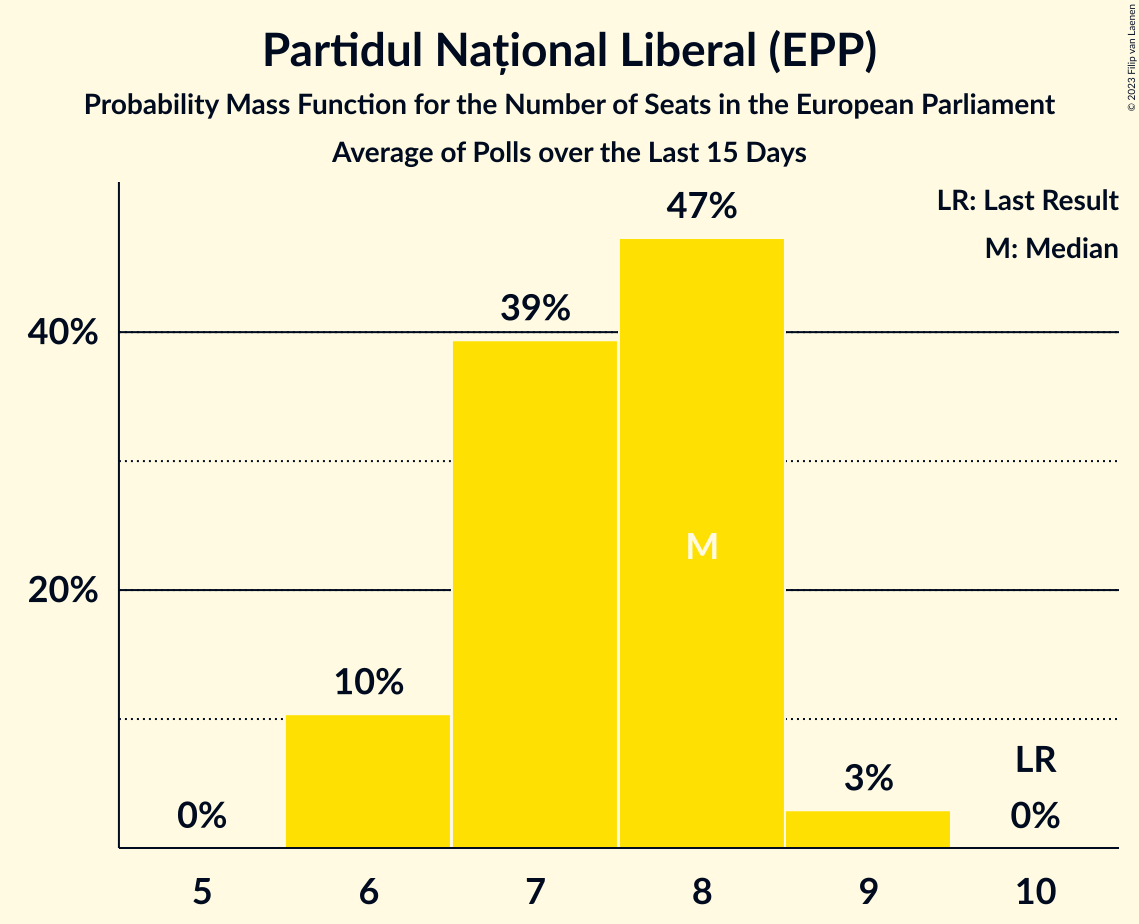 Partidul Național Liberal (EPP)
Probability Mass Function for the Number of Seats in the European Parliament
Average of Polls over the Last 15 Days
© 2023 Filip van Laenen
LR: Last Result
M: Median
47%
39%
40%
M
20%
10%
LR
3%
0%
0%
5 6 7 8 9 10